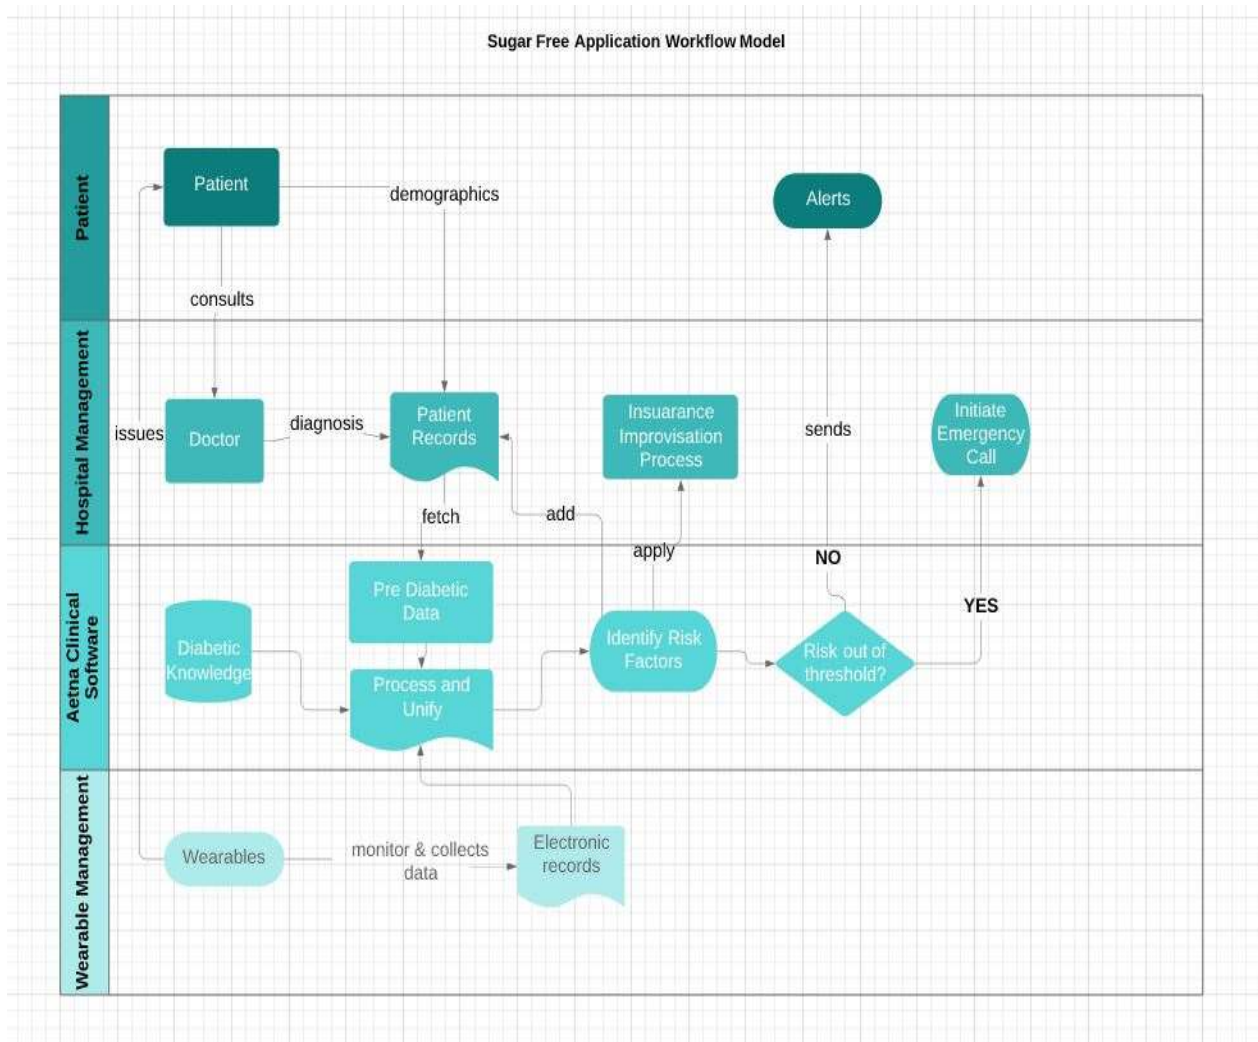 Sugar Free Application Workflow Model
Patient
Patient
demographics
Alerts
consults
Hospital Management
issues
Doctor
diagnosis
Patient
Records
Insuarance
Improvisation
Process
sends
Initiate
Emergency
Call
fetch
add
apply
NO
YES
Aetna Clinical
Software
Diabetic
Knowledge
Pre Diabetic
Data
Process and
Unify
Identify Risk
Factors
Risk out of
threshold?
Wearable Management
Wearables
monitor & collects
data
Electronic
records